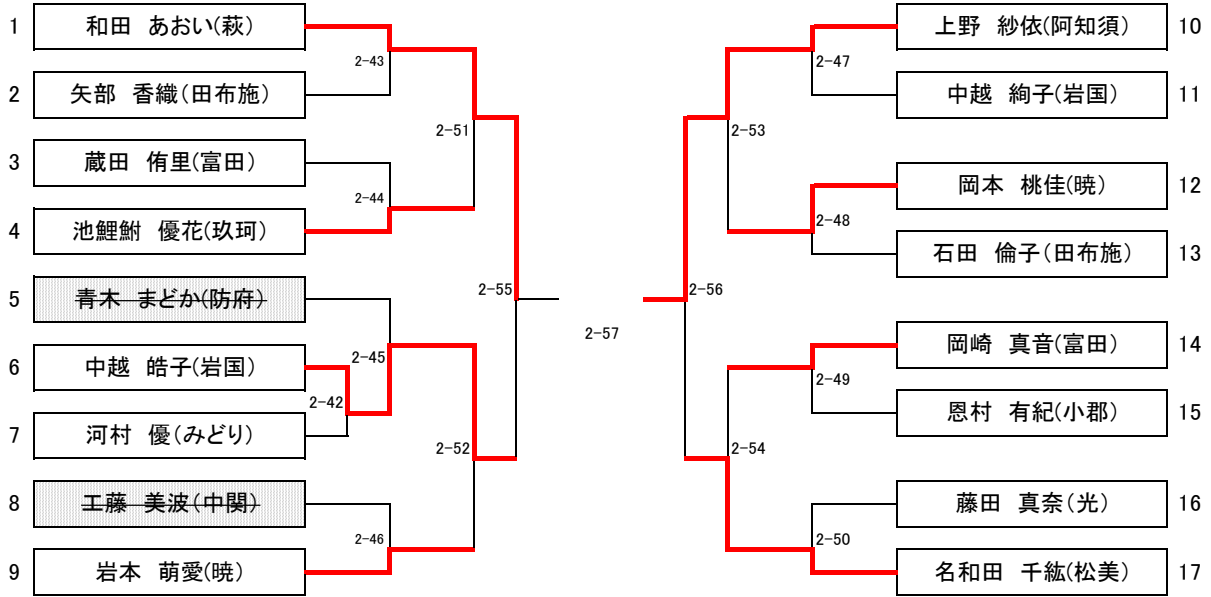 1 和田　あおい(萩)
2 矢部　香織(田布施)
3 蔵田　侑里(富田)
4 池鯉鮒　優花(玖珂)
5 青木　まどか(防府)
6 中越　皓子(岩国)
7 河村　優(みどり)
8 工藤　美波(中関)
9 岩本　萌愛(暁)
2-43
2-44
2-45
2-42
2-46
2-51
2-52
2-55
2-57
2-56
2-53
2-54
2-47
2-48
2-49
2-50
上野　紗依(阿知須) 10
中越　絢子(岩国) 11
岡本　桃佳(暁) 12
石田　倫子(田布施) 13
岡崎　真音(富田) 14
恩村　有紀(小郡) 15
藤田　真奈(光) 16
名和田　千紘(松美) 17